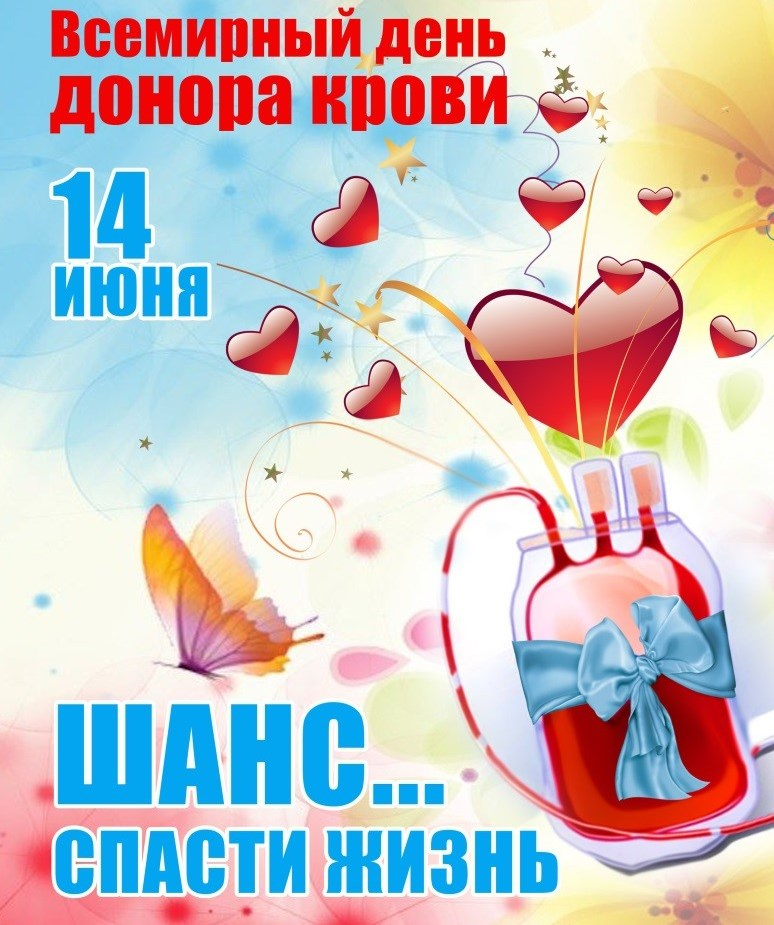 Всемирный день
донора крови
14
июня
ШАНС...
СПАСТИ ЖИЗНЬ